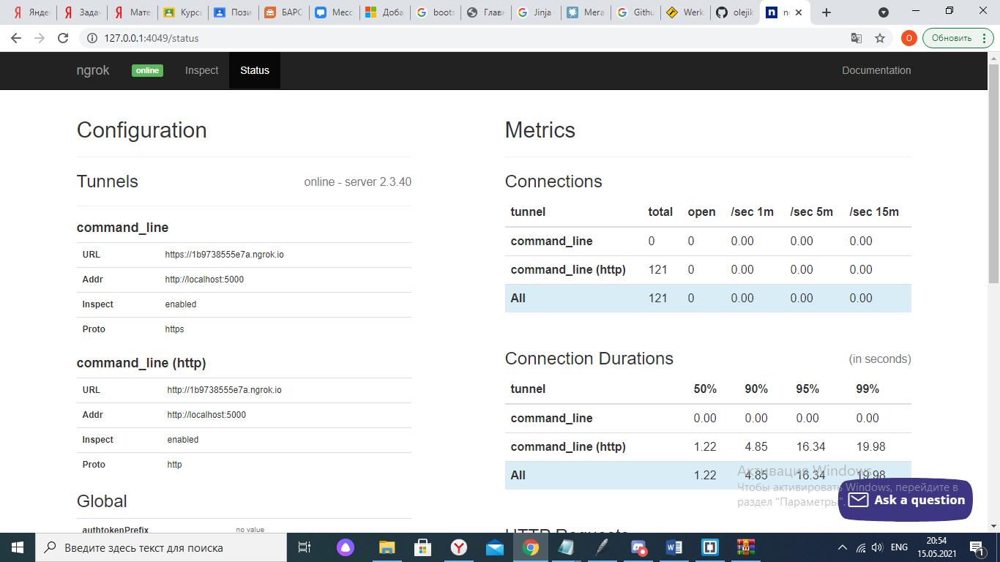 Яндек
Задач
Мате
Курсы
Пози
БАРС
Месс
Доба
boots
Главн
Jinja
Мега
Githu
Werk
olejik
ng
127.0.0.1:4049/status
O
Обновить
ngrok online Inspect Status Documentation
Configuration
Tunnels online - server 2.3.40
command_line
URL https://1b9738555e7a.ngrok.io
Addr http://localhost:5000
Inspect enabled
Proto https
command_line (http)
URL http://1b9738555e7a.ngrok.io
Addr http://localhost:5000
Inspect enabled
Proto http
Global
authtokenPrefix no value
Metrics
Connections
tunnel total open /sec 1m /sec 5m /sec 15m
command_line 0 0 0.00 0.00 0.00
command_line (http) 121 0 0.00 0.00 0.00
All 121 0 0.00 0.00 0.00
Connection Durations (in seconds)
tunnel 50% 90% 95% 99%
command_line 0.00 0.00 0.00 0.00
command_line (http) 1.22 4.85 16.34 19.98
All 1.22 4.85 16.34 19.98
HTTP Requests
Активация Windows
Чтобы активировать Windows, перейдите в
раздел "Параметры".
Ask a question
Введите здесь текст для поиска
ENG
20:54
15.05.2021
1